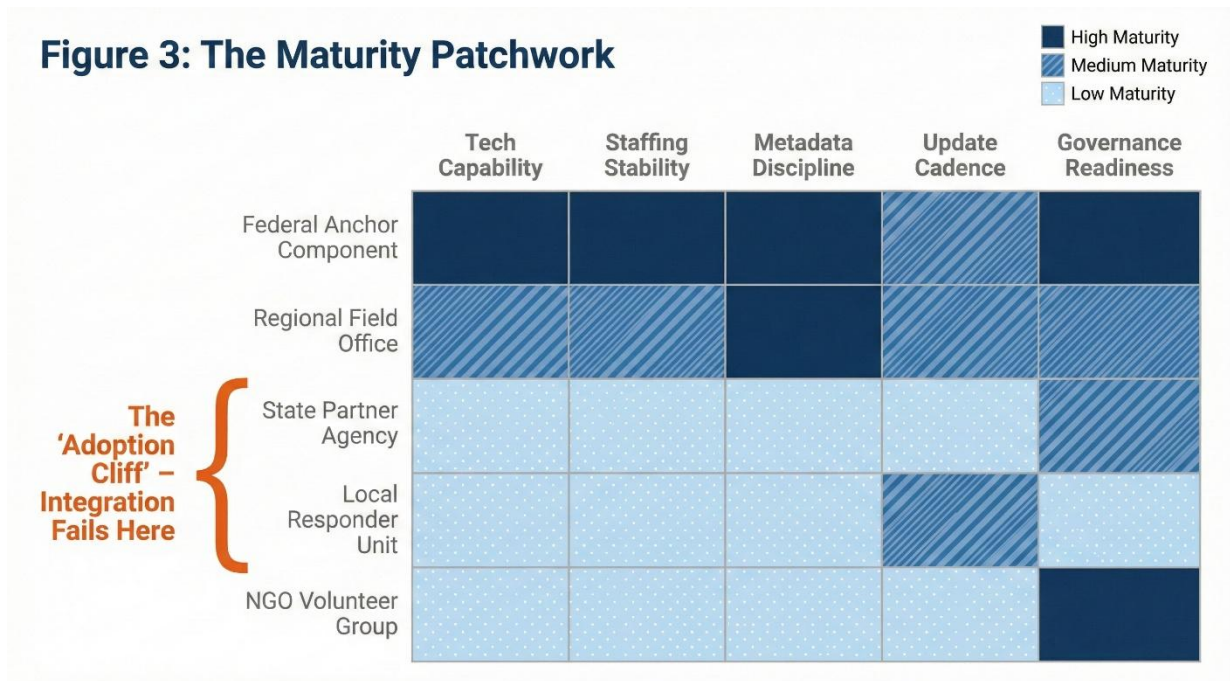 Figure 3: The Maturity Patchwork
High Maturity
Medium Maturity
Low Maturity
Tech
Capability
Staffing
Stability
Metadata
Discipline
Update
Cadence
Governance
Readiness
Federal Anchor
Component
Regional Field
Office
The
‘Adoption
Cliff’ –
Integration
Fails Here
State Partner
Agency
Local
Responder
Unit
NGO Volunteer
Group